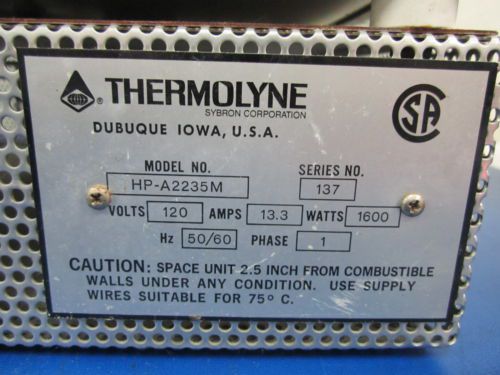 THERMOLYNE
SYBRON CORPORATION
DUBUQUE IOWA, U.S.A.
CSA
MODEL NO. SERIES NO.
HP-A2235M 137
VOLTS 120 AMPS 13.3 WATTS 1600
Hz 50/60 PHASE 1
CAUTION: SPACE UNIT 2.5 INCH FROM COMBUSTIBLE
WALLS UNDER ANY CONDITION. USE SUPPLY
WIRES SUITABLE FOR 75° C.